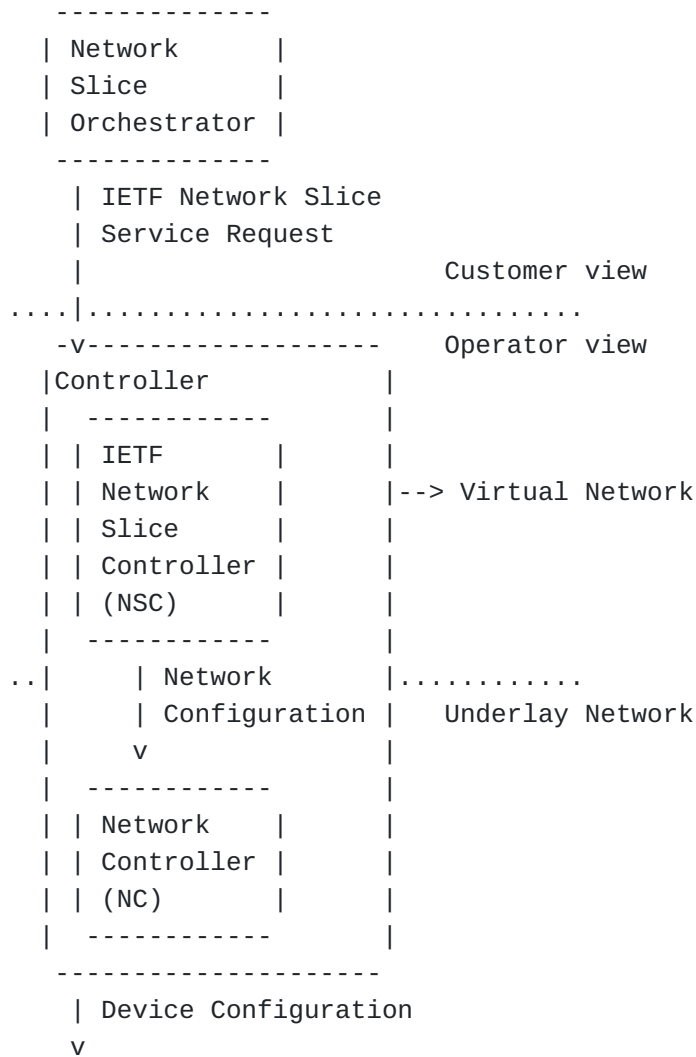 --------------
| Network      |
| Slice        |
| Orchestrator |
--------------
| IETF Network Slice
| Service Request
|                       Customer view
....|................................
-v-------------------    Operator view
|Controller            |
|  ------------        |
| | IETF       |       |
| | Network    |       |--> Virtual Network
| | Slice      |       |
| | Controller |       |
| | (NSC)      |       |
|  ------------        |
..|     | Network        |............
|     | Configuration  |   Underlay Network
|     v                |
|  ------------        |
| | Network    |       |
| | Controller |       |
| | (NC)       |       |
|  ------------        |
---------------------
| Device Configuration
v